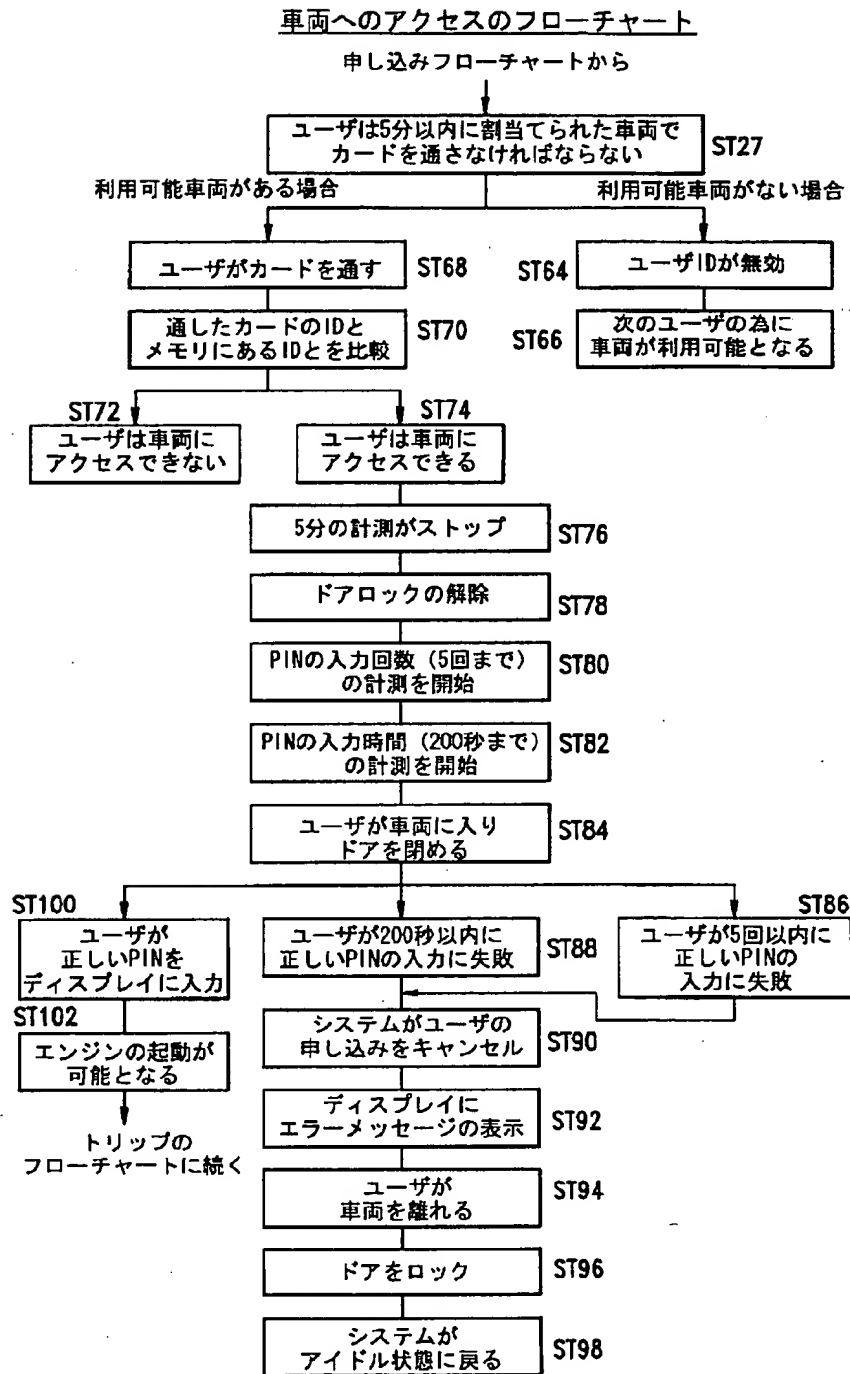 車両へのアクセスのフローチャート
申し込みフローチャートから
ユーザは5分以内に割当てられた車両で
カードを通さなければならない
ST27
利用可能車両がある場合
利用可能車両がない場合
ユーザがカードを通す
ST68
ST64
ユーザIDが無効
通したカードのIDと
メモリにあるIDとを比較
ST70
ST66
次のユーザの為に
車両が利用可能となる
ST72
ユーザは車両に
アクセスできない
ST74
ユーザは車両に
アクセスできる
5分の計測がストップ
ST76
ドアロックの解除
ST78
PINの入力回数(5回まで)
の計測を開始
ST80
PINの入力時間(200秒まで)
の計測を開始
ST82
ユーザが車両に入り
ドアを閉める
ST84
ST100
ユーザが
正しいPINを
ディスプレイに入力
ユーザが200秒以内に
正しいPINの入力に失敗
ST88
ST86
ユーザが5回以内に
正しいPINの
入力に失敗
ST102
エンジンの起動が
可能となる
トリップの
フローチャートに続く
システムがユーザの
申し込みをキャンセル
ST90
ディスプレイに
エラーメッセージの表示
ST92
ユーザが
車両を離れる
ST94
ドアをロック
ST96
システムが
アイドル状態に戻る
ST98